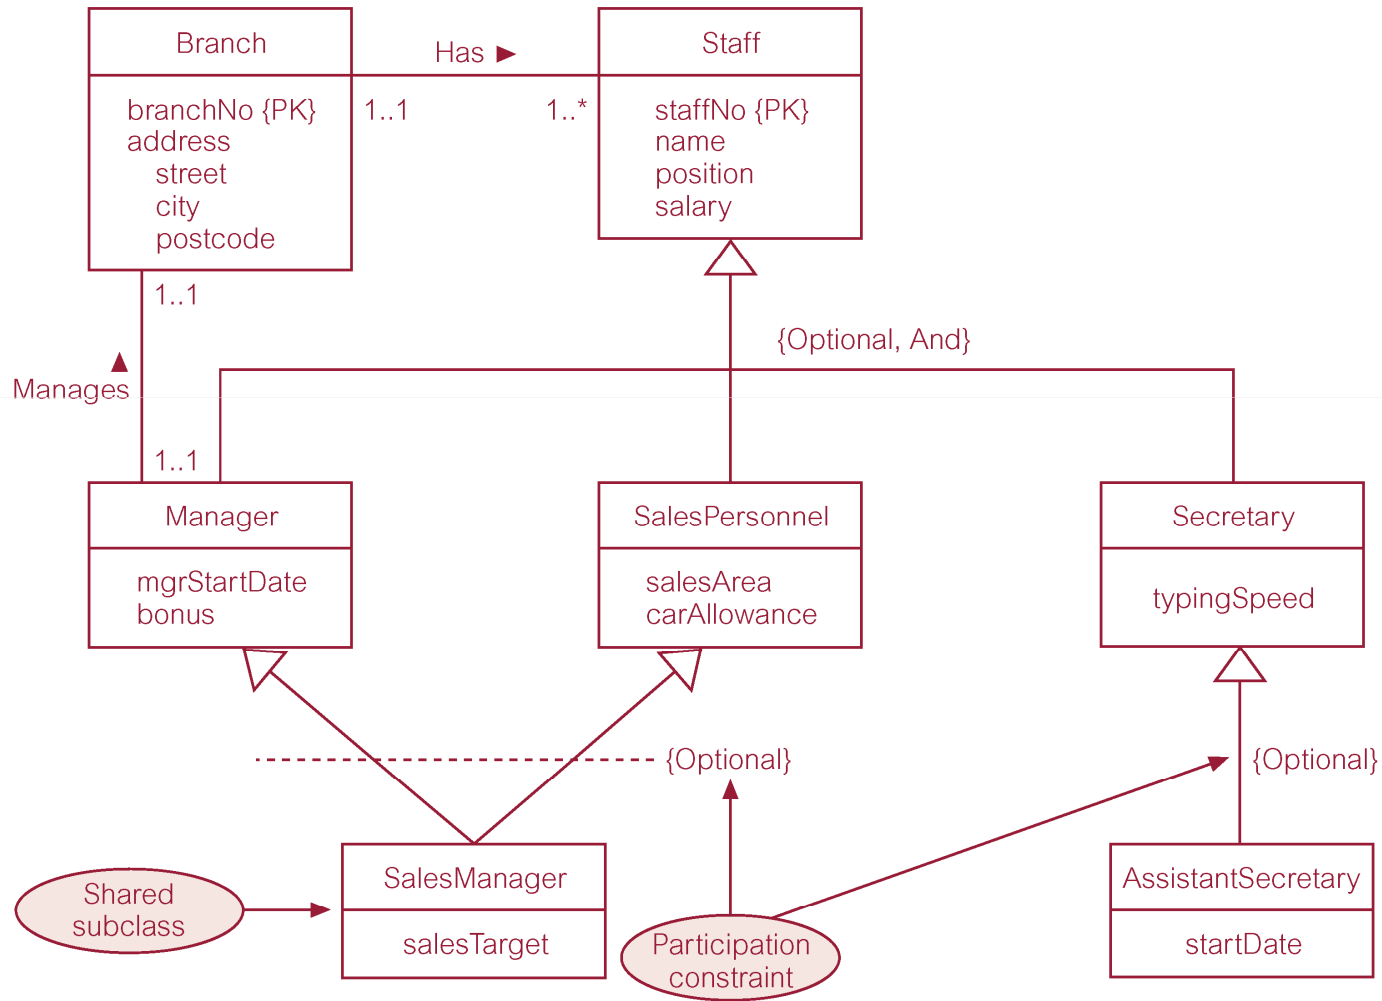 Branch
branchNo {PK}
address
street
city
postcode
Has ►
1..1
1..*
Staff
staffNo {PK}
name
position
salary
1..1
▲
Manages
1..1
{Optional, And}
Manager
mgrStartDate
bonus
SalesPersonnel
salesArea
carAllowance
Secretary
typingSpeed
{Optional}
{Optional}
Shared
subclass
SalesManager
salesTarget
Participation
constraint
AssistantSecretary
startDate